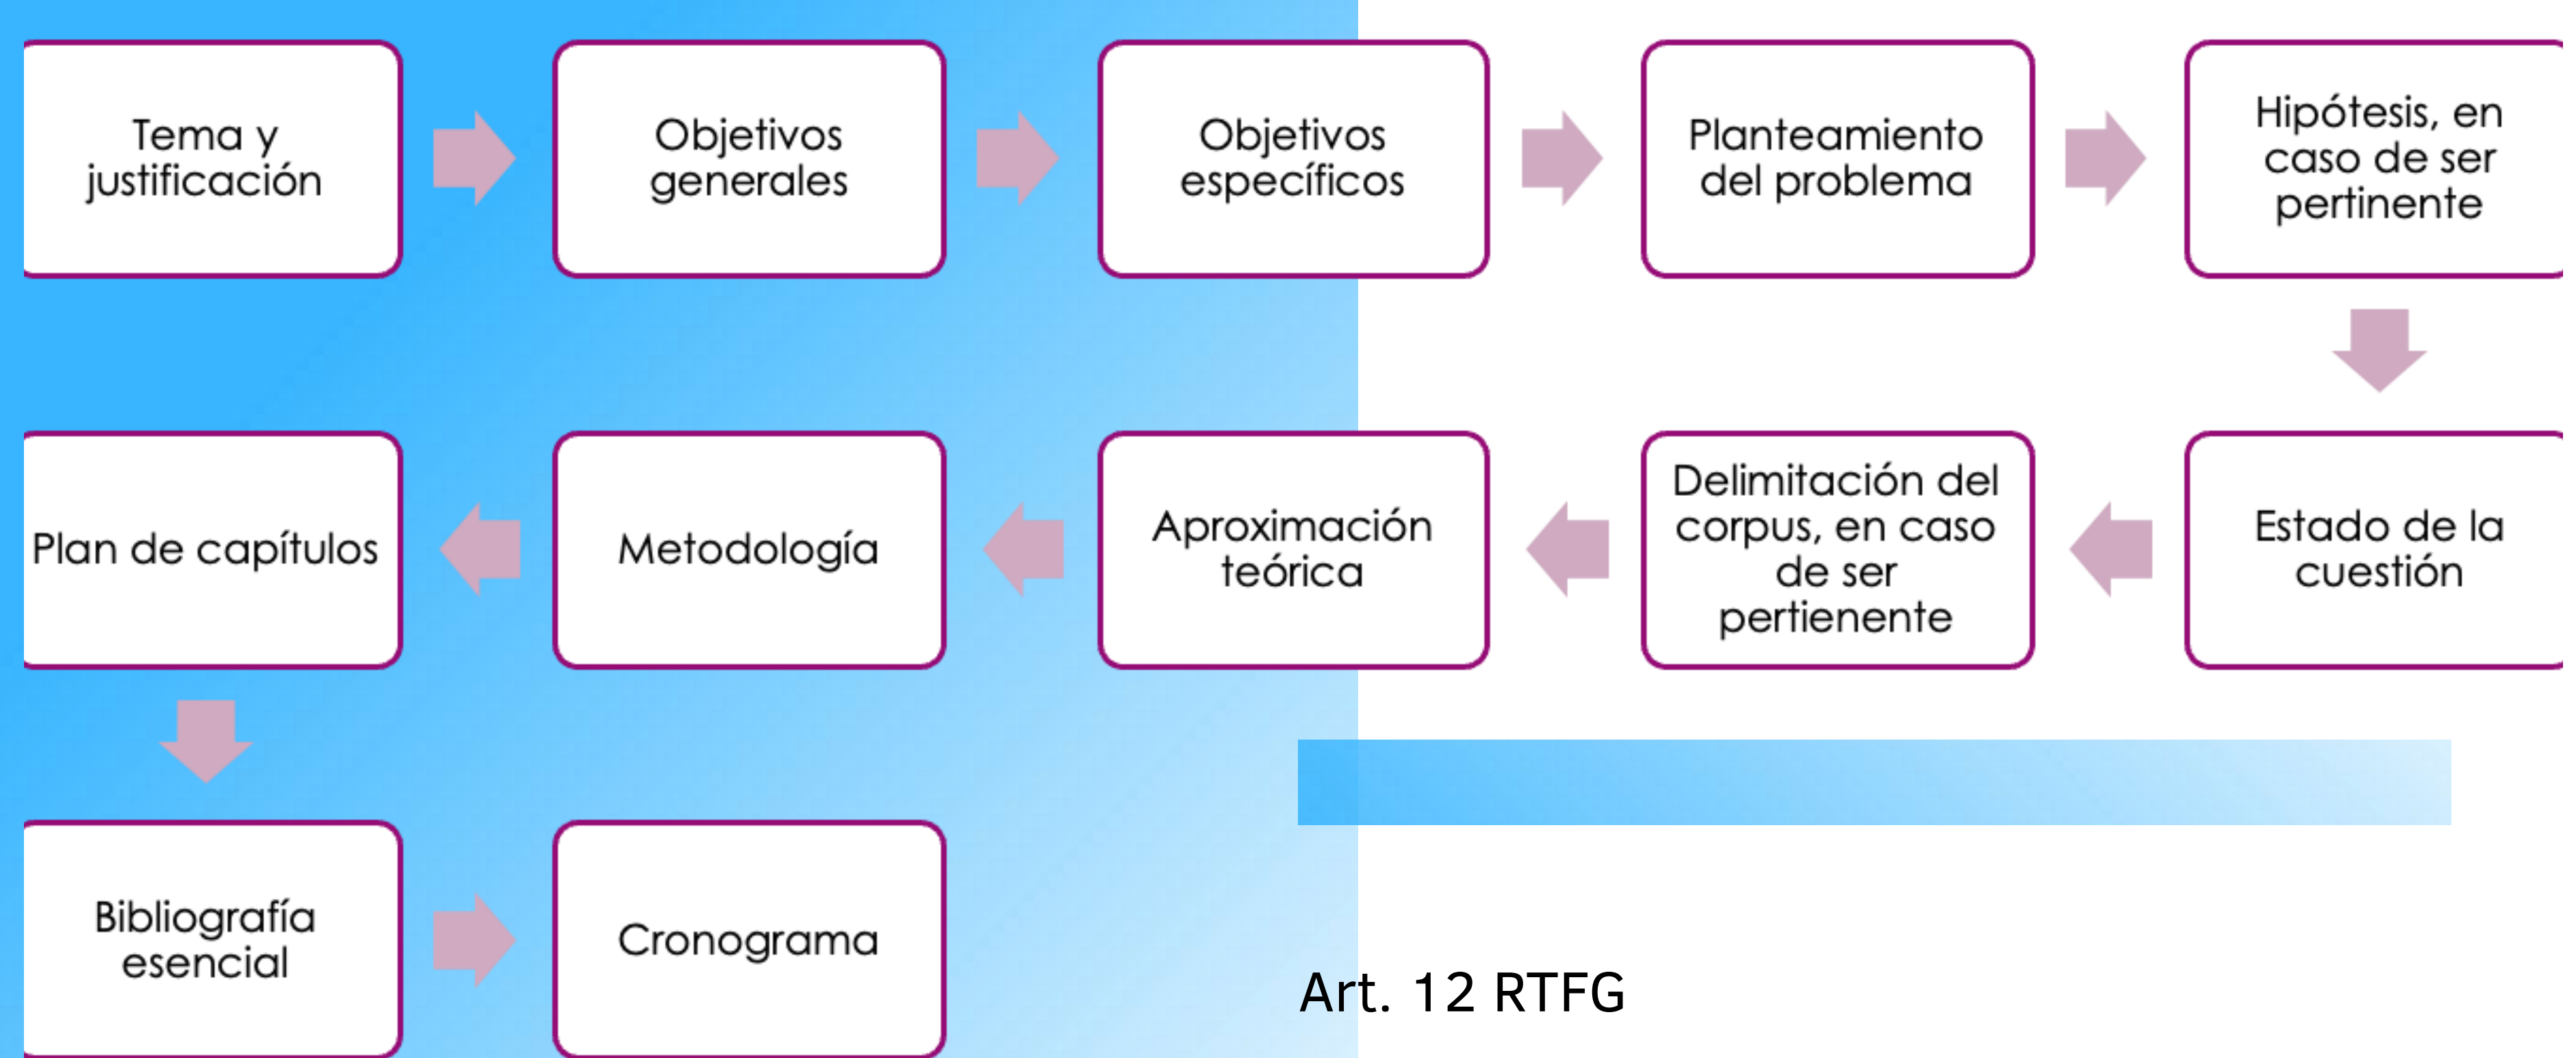 Tema y
justificación
Objetivos
generales
Objetivos
específicos
Planteamiento
del problema
Hipótesis, en
caso de ser
pertinente
Estado de la
cuestión
Delimitación del
corpus, en caso
de ser
pertienente
Aproximación
teórica
Metodología
Plan de capítulos
Bibliografía
esencial
Cronograma
Art. 12 RTFG